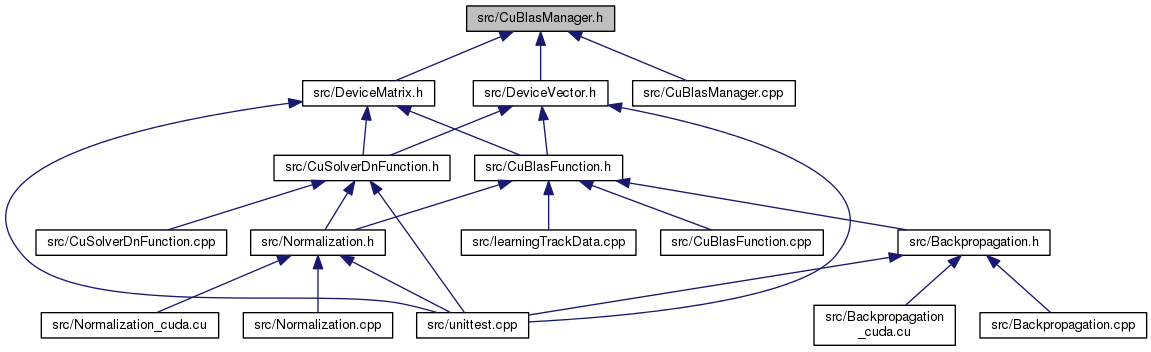 src/CuBlasManager.h
src/DeviceMatrix.h
src/DeviceVector.h
src/CuBlasManager.cpp
src/CuSolverDnFunction.h
src/CuBlasFunction.h
src/CuSolverDnFunction.cpp
src/Normalization.h
src/learningTrackData.cpp
src/CuBlasFunction.cpp
src/Backpropagation.h
src/Normalization_cuda.cu
src/Normalization.cpp
src/unittest.cpp
src/Backpropagation
_cuda.cu
src/Backpropagation.cpp